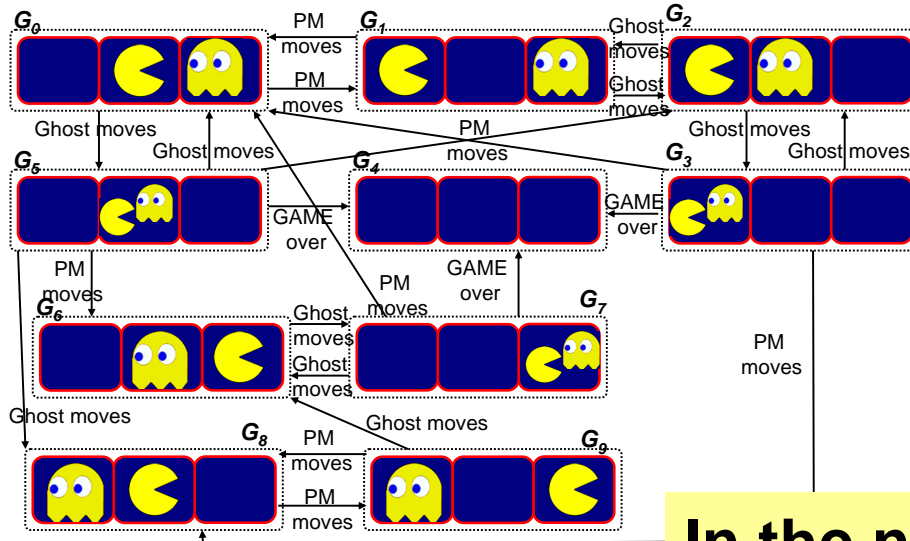 G0
G1
G2
PM
moves
Ghost
moves
PM
moves
Ghost
moves
Ghost moves
Ghost moves
PM
moves
Ghost moves
Ghost moves
G5
G4
G3
GAME
over
GAME
over
PM
moves
GAME
over
PM
moves
PM
moves
G6
G7
Ghost
moves
Ghost
moves
Ghost moves
Ghost moves
G8
G9
PM
moves
PM
moves
In the n